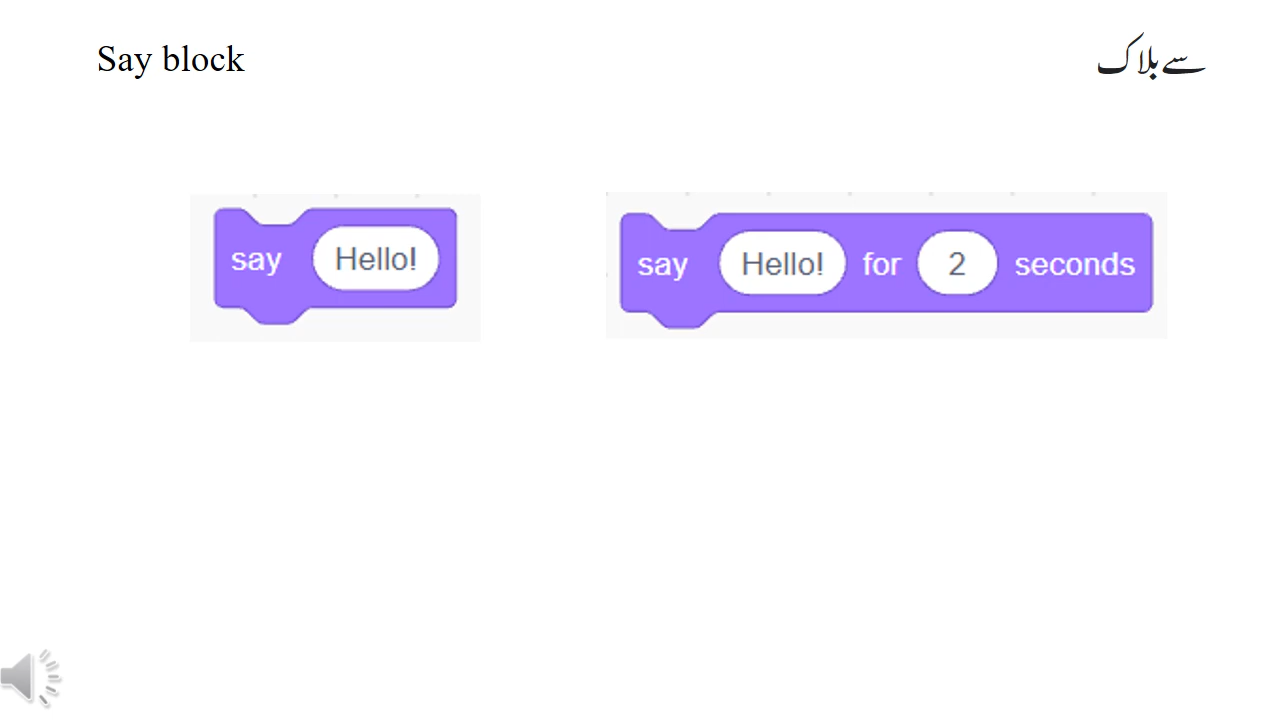 Say block
سے بلاک
say Hello!
say Hello! for 2 seconds